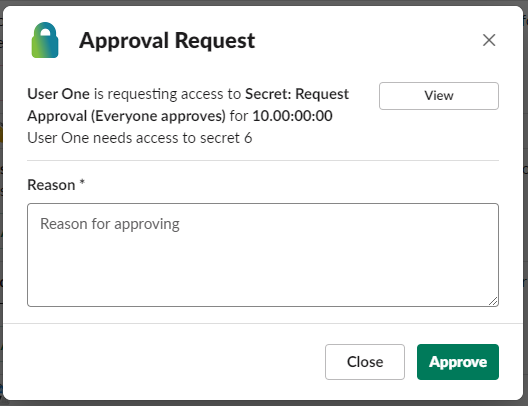 Approval Request
User One is requesting access to Secret: Request
Approval (Everyone approves) for 10.00:00:00
User One needs access to secret 6
View
Reason *
Reason for approving
Close
Approve